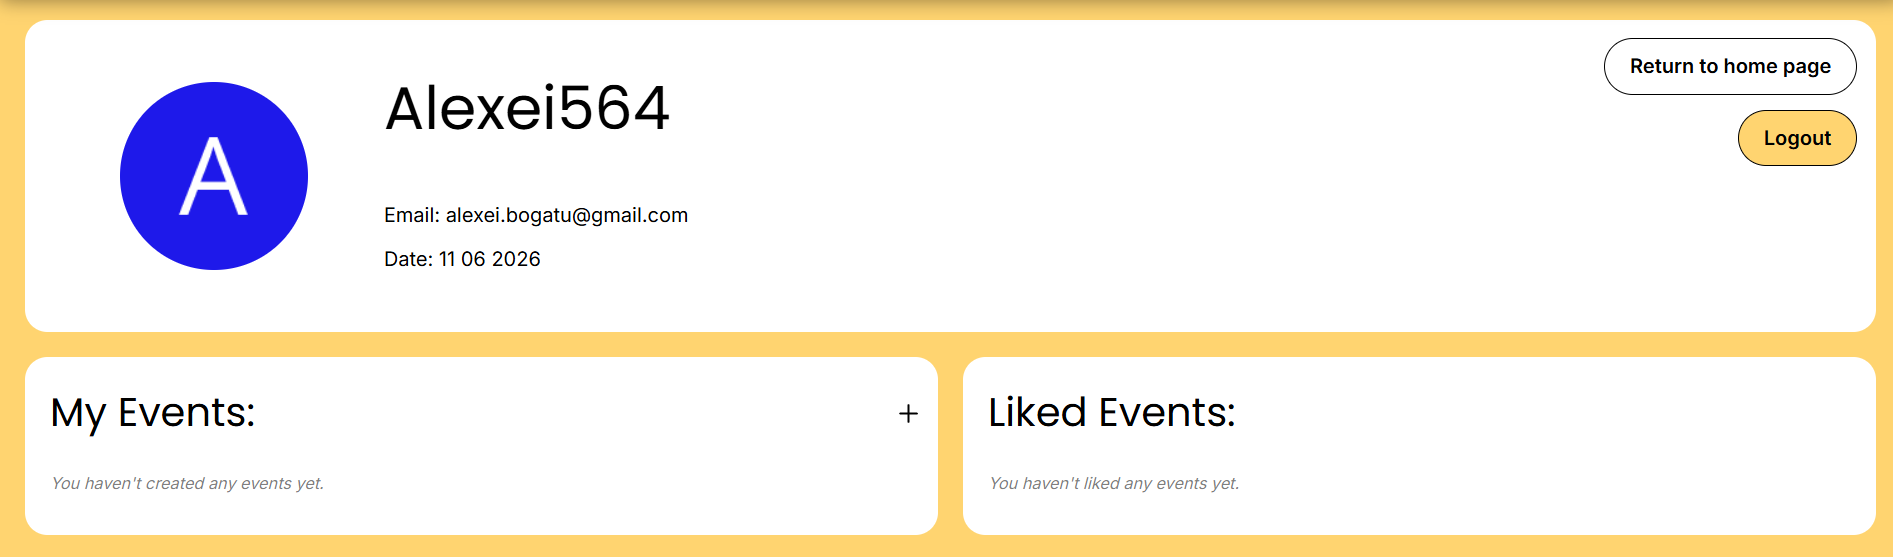 A
Alexei564
Email: alexei.bogatu@gmail.com
Date: 11 06 2026
Return to home page
Logout
My Events:
+
You haven't created any events yet.
Liked Events:
You haven't liked any events yet.